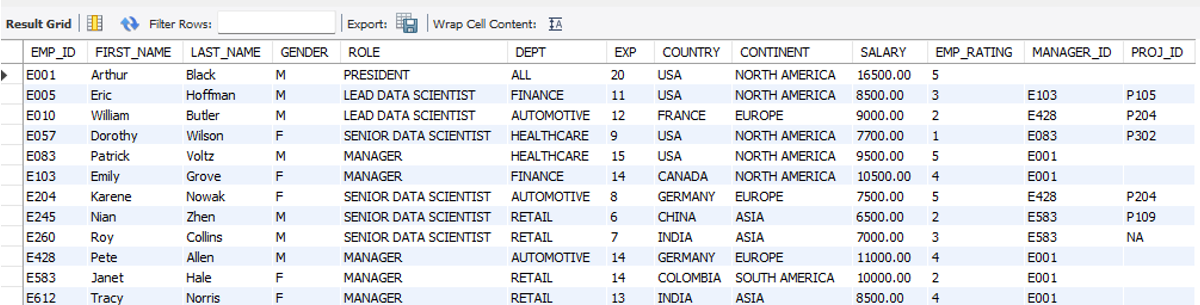 Result Grid Filter Rows: Export: Wrap Cell Content: IA
EMP_ID FIRST_NAME LAST_NAME GENDER ROLE DEPT EXP COUNTRY CONTINENT SALARY EMP_RATING MANAGER_ID PROJ_ID
E001 Arthur Black M PRESIDENT ALL 20 USA NORTH AMERICA 16500.00 5
E005 Eric Hoffman M LEAD DATA SCIENTIST FINANCE 11 USA NORTH AMERICA 8500.00 3 E103 P105
E010 William Butler M LEAD DATA SCIENTIST AUTOMOTIVE 12 FRANCE EUROPE 9000.00 2 E428 P204
E057 Dorothy Wilson F SENIOR DATA SCIENTIST HEALTHCARE 9 USA NORTH AMERICA 7700.00 1 E083 P302
E083 Patrick Voltz M MANAGER HEALTHCARE 15 USA NORTH AMERICA 9500.00 5 E001
E103 Emily Grove F MANAGER FINANCE 14 CANADA NORTH AMERICA 10500.00 4 E001
E204 Karene Nowak F SENIOR DATA SCIENTIST AUTOMOTIVE 8 GERMANY EUROPE 7500.00 5 E428 P204
E245 Nian Zhen M SENIOR DATA SCIENTIST RETAIL 6 CHINA ASIA 6500.00 2 E583 P109
E260 Roy Collins M SENIOR DATA SCIENTIST RETAIL 7 INDIA ASIA 7000.00 3 E583 NA
E428 Pete Allen M MANAGER AUTOMOTIVE 14 GERMANY EUROPE 11000.00 4 E001
E583 Janet Hale F MANAGER RETAIL 14 COLOMBIA SOUTH AMERICA 10000.00 2 E001
E612 Tracy Norris F MANAGER RETAIL 13 INDIA ASIA 8500.00 4 E001